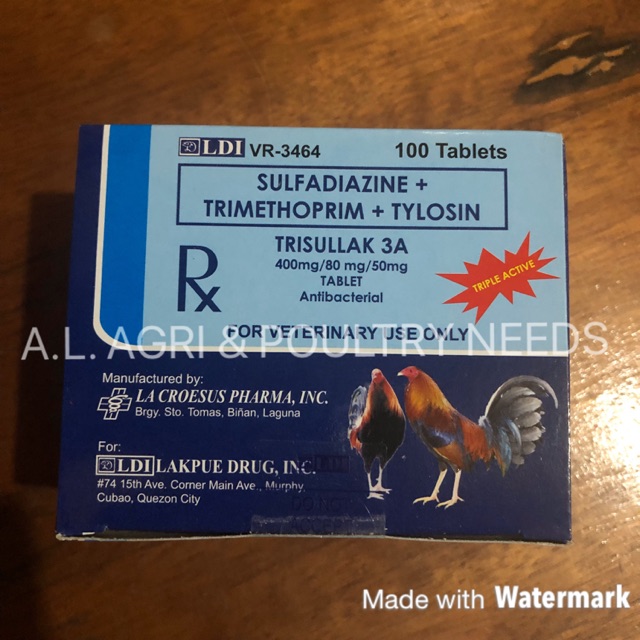 LDI VR-3464 100 Tablets
SULFADIAZINE +
TRIMETHOPRIM + TYLOSIN
Rx
TRISULLAK 3A
400mg/80 mg/50mg
TABLET
Antibacterial
TRIPLE ACTIVE
FOR VETERINARY USE ONLY
A.L. AGRI & POULTRY NEEDS
Manufactured by:
LA CROESUS PHARMA, INC.
Brgy. Sto. Tomas, Biñan, Laguna
For:
LDI LAKPUE DRUG, INC.
#74 15th Ave. Corner Main Ave., Murphy,
Cubao, Quezon City
Made with Watermark